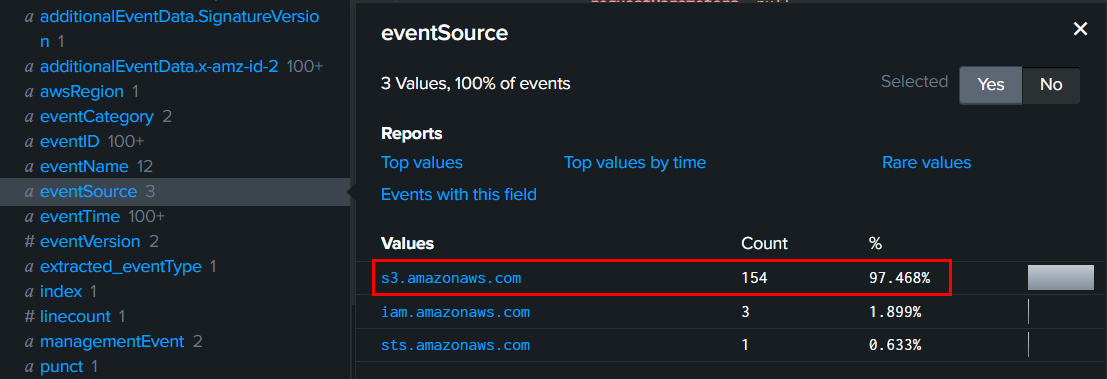 additionalEventData.SignatureVersio
a
n 1
a additionalEventData.x-amz-id-2 100+
a awsRegion 1
a eventCategory 2
a eventID 100+
a eventName 12
a eventSource 3
a eventTime 100+
# eventVersion 2
a extracted_eventType 1
a index 1
# linecount 1
a managementEvent 2
a punct 1
eventSource
3 Values, 100% of events
Selected Yes No
Reports
Top values Top values by time Rare values
Events with this field
Values Count %
s3.amazonaws.com 154 97.468%
iam.amazonaws.com 3 1.899%
sts.amazonaws.com 1 0.633%